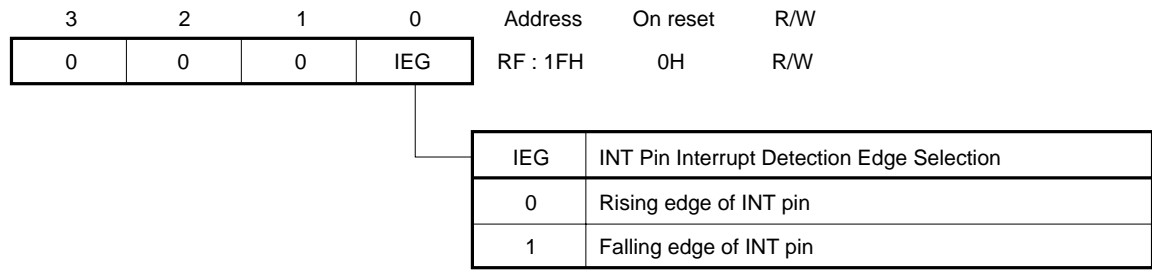 3 2 1 0 Address On reset R/W
0 0 0 IEG RF : 1FH 0H R/W
IEG INT Pin Interrupt Detection Edge Selection
0 Rising edge of INT pin
1 Falling edge of INT pin